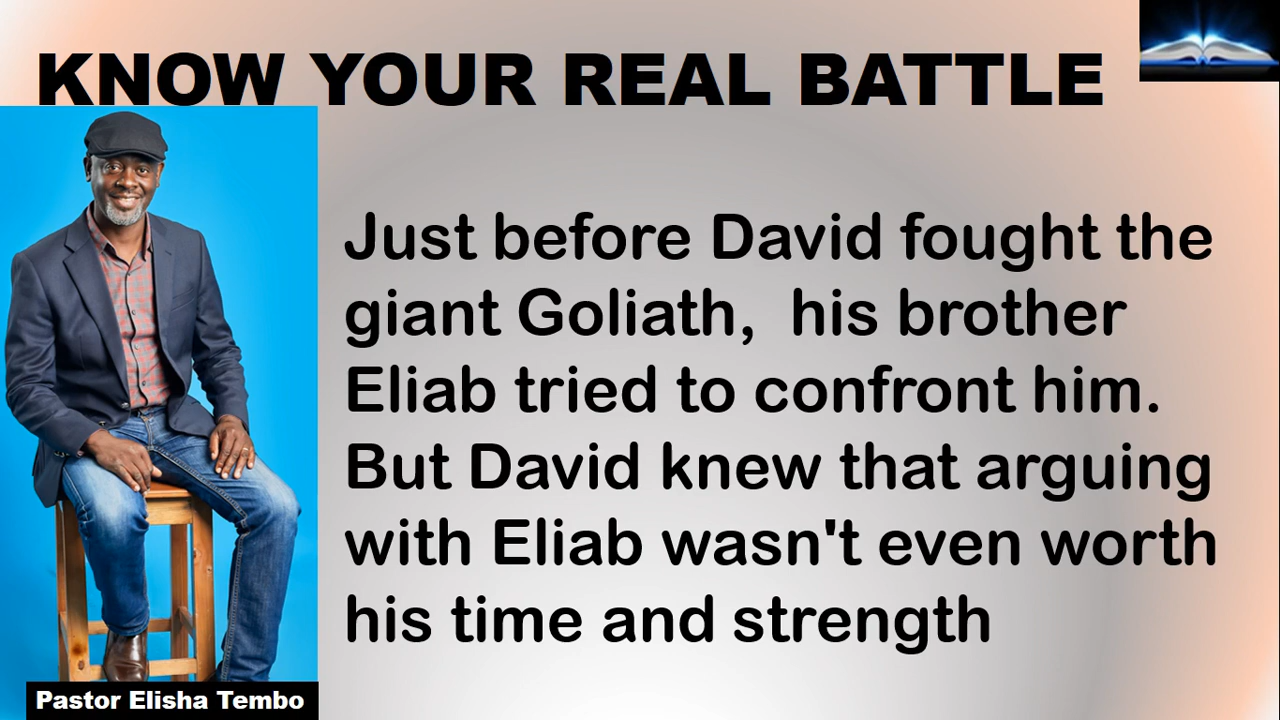 KNOW YOUR REAL BATTLE
Just before David fought the
giant Goliath,  his brother
Eliab tried to confront him.
But David knew that arguing
with Eliab wasn't even worth
his time and strength
Pastor Elisha Tembo